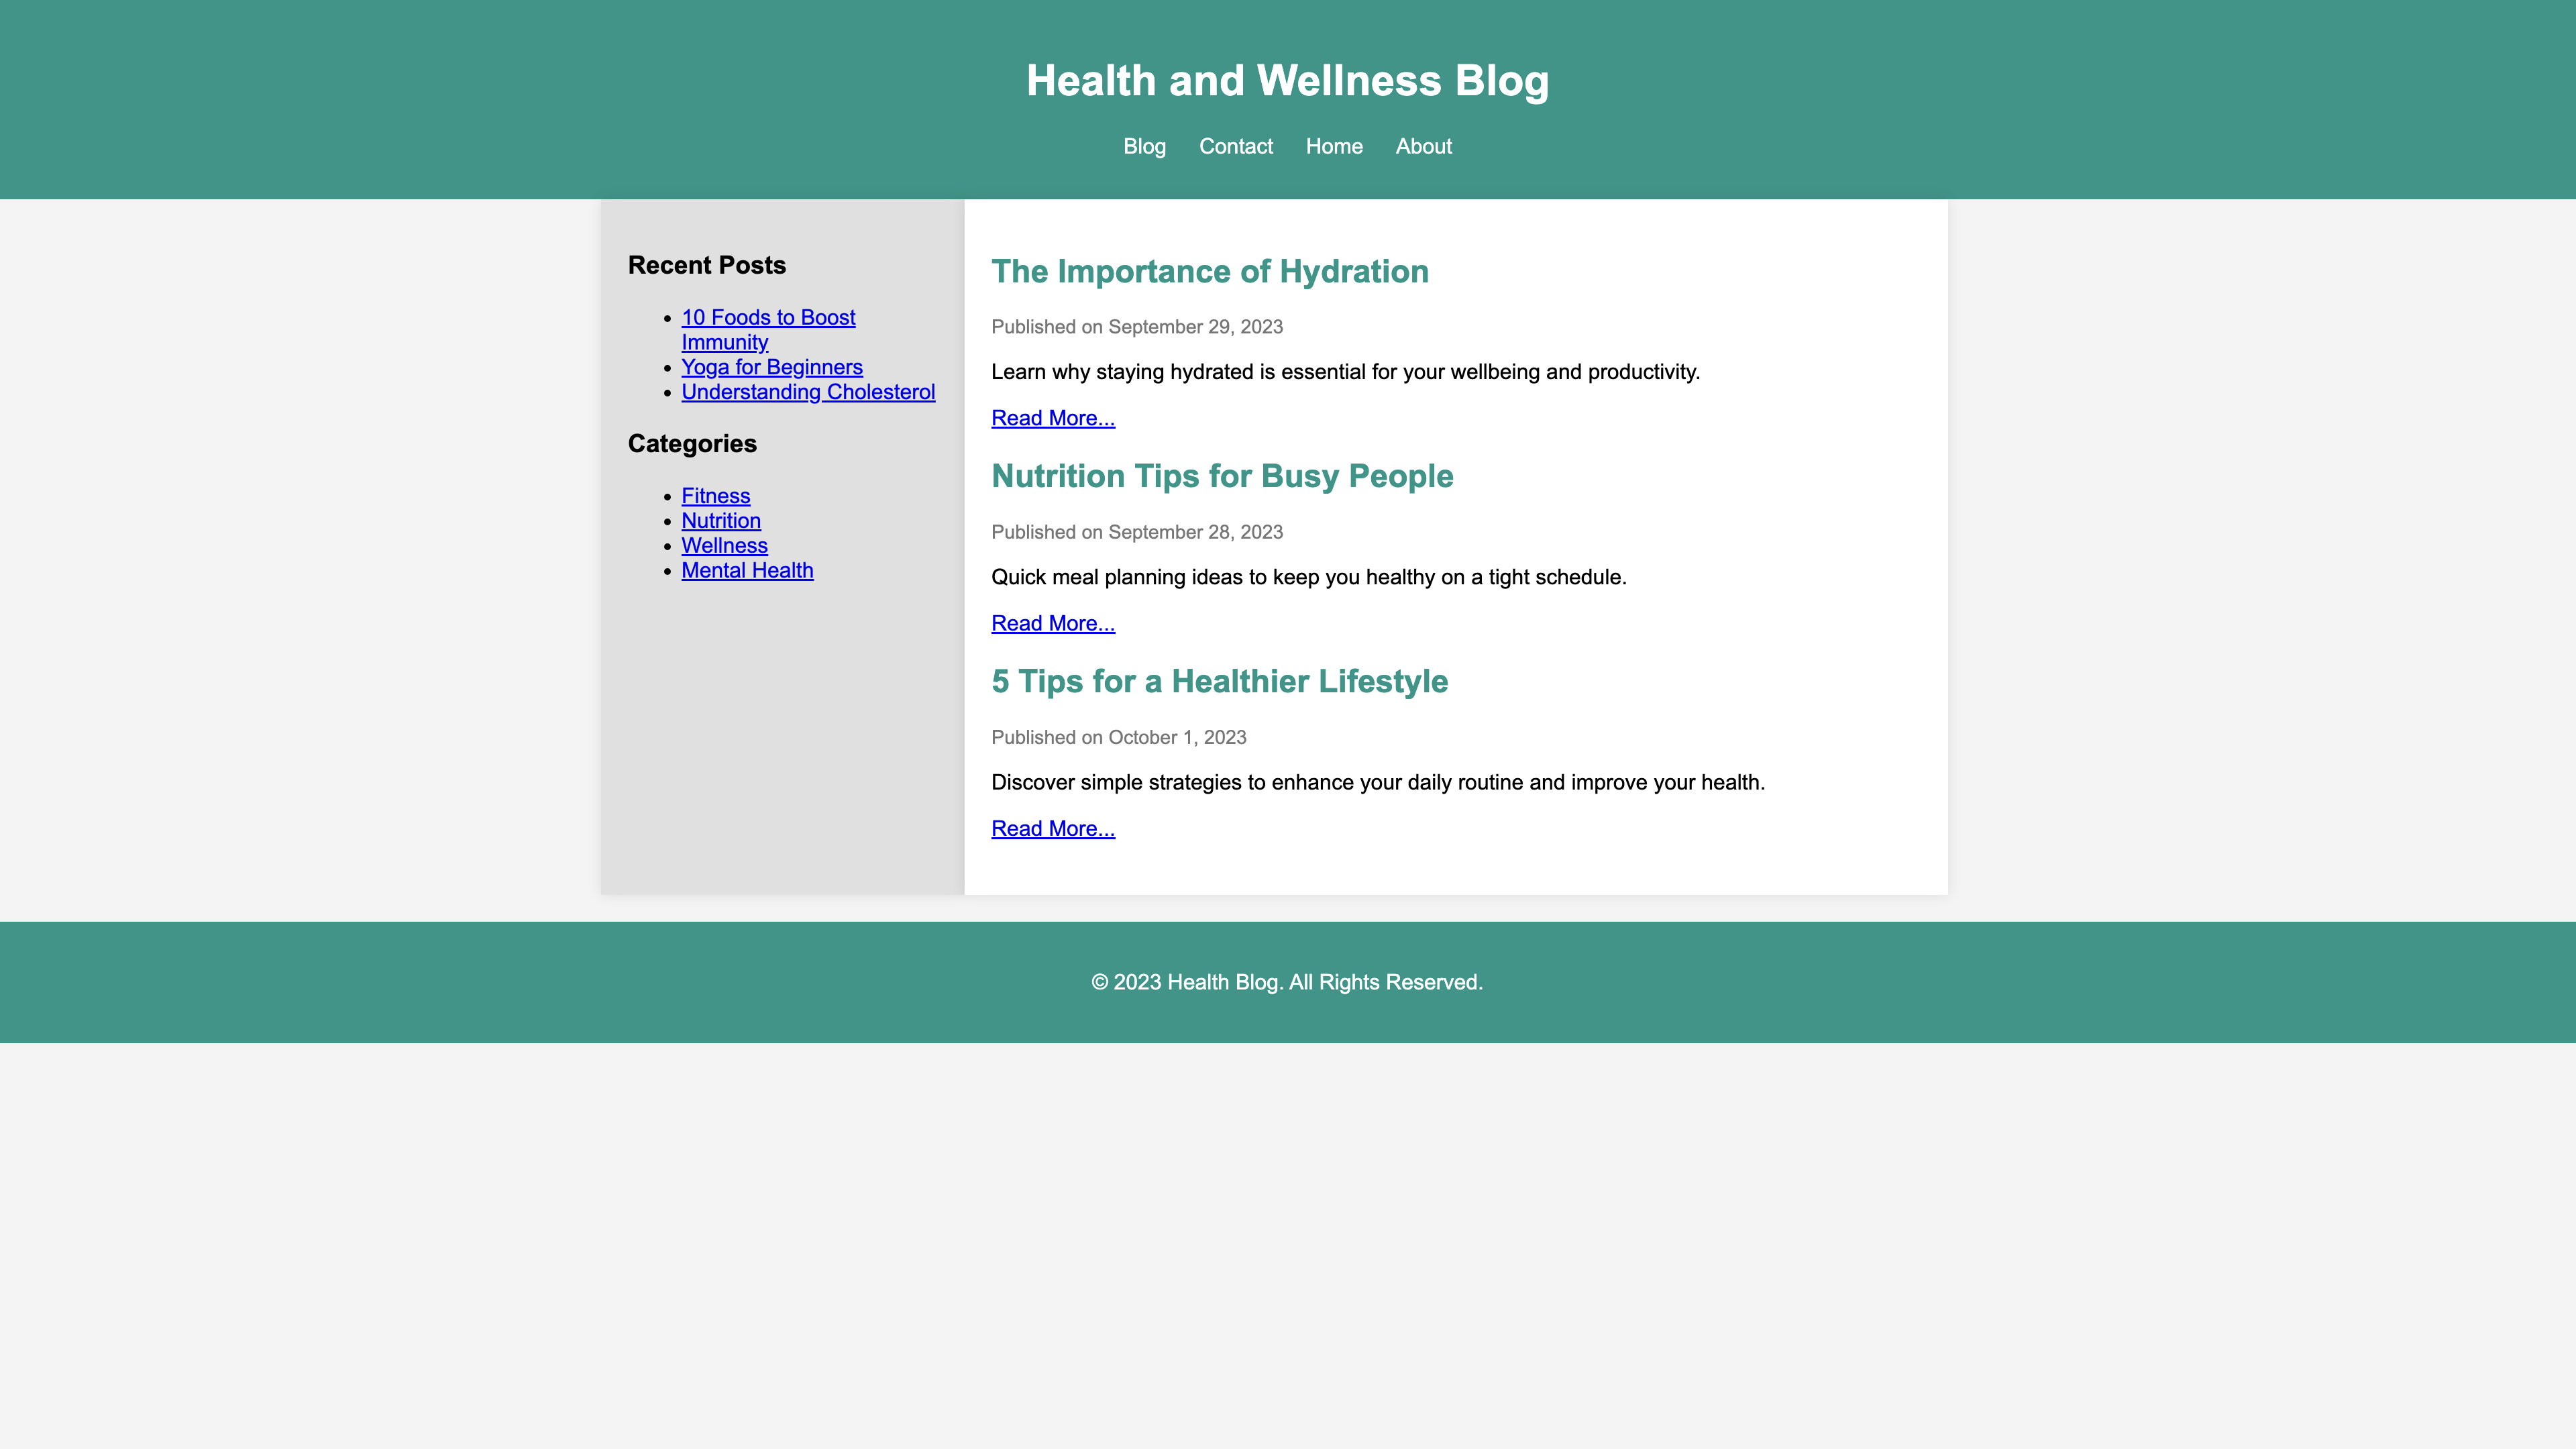 Health and Wellness Blog
Blog Contact Home About
Recent Posts
10 Foods to Boost
Immunity
Yoga for Beginners
Understanding Cholesterol
Categories
Fitness
Nutrition
Wellness
Mental Health
The Importance of Hydration
Published on September 29, 2023
Learn why staying hydrated is essential for your wellbeing and productivity.
Read More...
Nutrition Tips for Busy People
Published on September 28, 2023
Quick meal planning ideas to keep you healthy on a tight schedule.
Read More...
5 Tips for a Healthier Lifestyle
Published on October 1, 2023
Discover simple strategies to enhance your daily routine and improve your health.
Read More...
© 2023 Health Blog. All Rights Reserved.